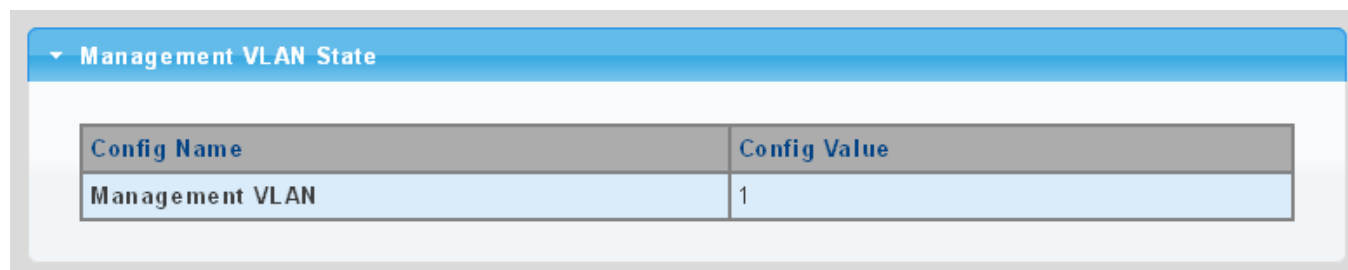 Management VLAN State
Config Name Config Value
Management VLAN 1